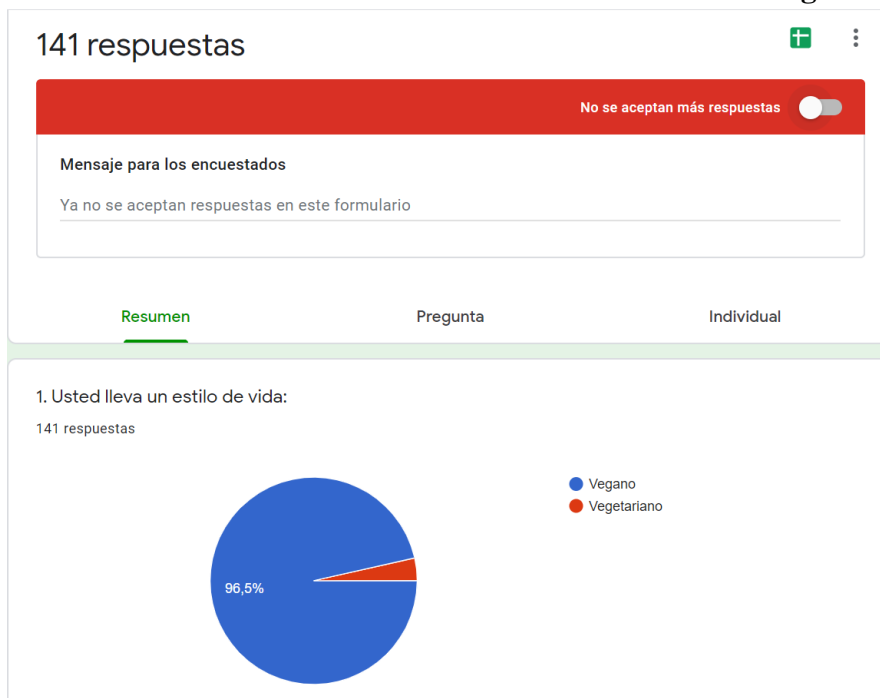 141 respuestas
No se aceptan más respuestas
Mensaje para los encuestados
Ya no se aceptan respuestas en este formulario
Resumen Pregunta Individual
1. Usted lleva un estilo de vida:
141 respuestas
Vegano
Vegetariano
96,5%